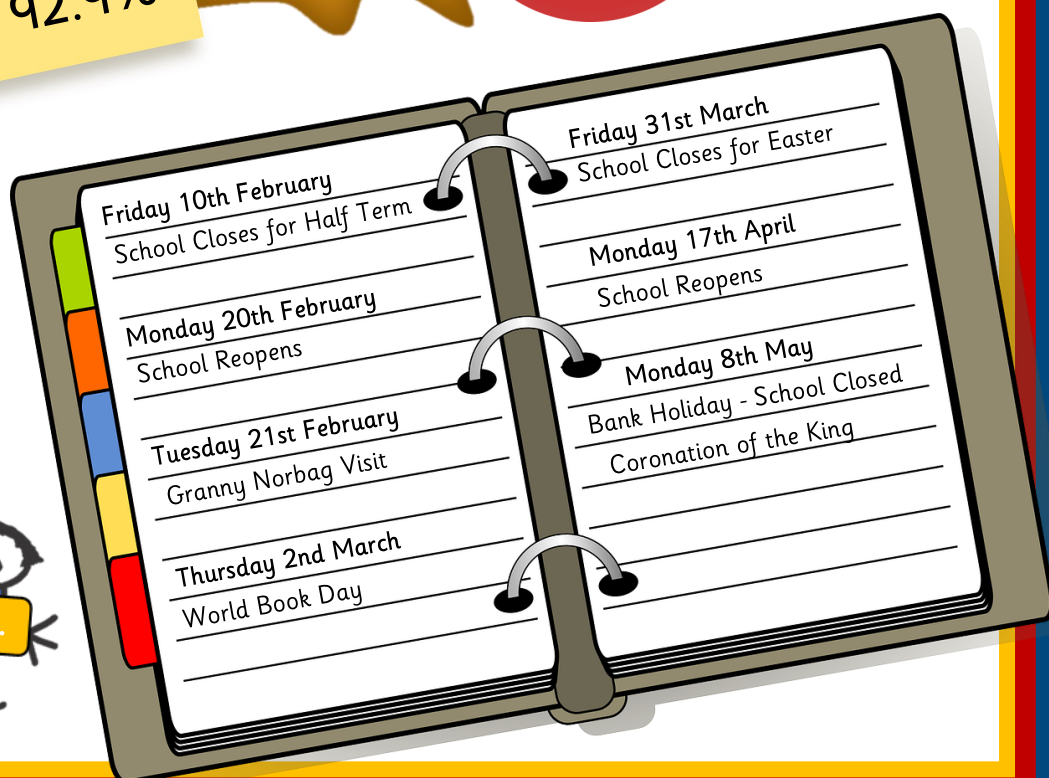 92.9%
Friday 10th February
School Closes for Half Term
Monday 20th February
School Reopens
Tuesday 21st February
Granny Norbag Visit
Thursday 2nd March
World Book Day
Friday 31st March
School Closes for Easter
Monday 17th April
School Reopens
Monday 8th May
Bank Holiday - School Closed
Coronation of the King